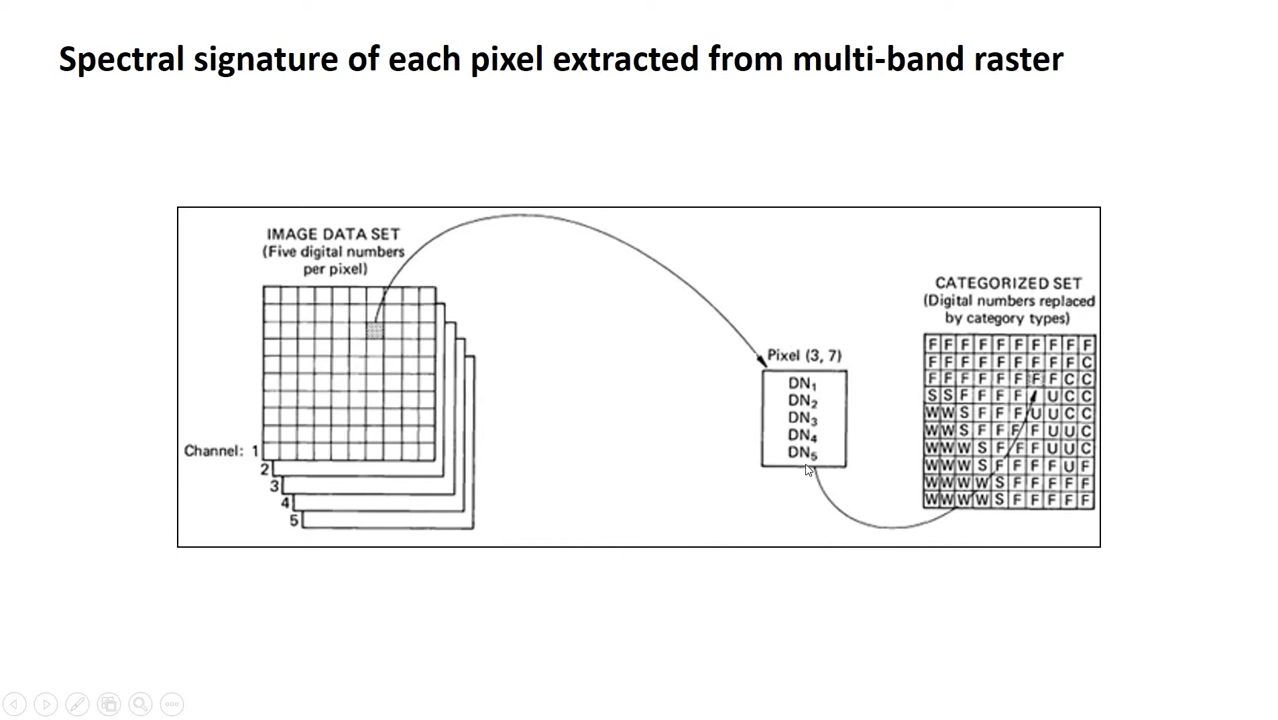 Spectral signature of each pixel extracted from multi-band raster
IMAGE DATA SET
(Five digital numbers
per pixel)
Channel: 1
2
3
4
5
Pixel (3, 7)
DN₁
DN₂
DN₃
DN₄
DN₅
CATEGORIZED SET
(Digital numbers replaced
by category types)
F F F F F F F F F F
F F F F F F F F F C
F F F F F F F F C C
S S F F F F U C C
W W S F F F U U C C
W W S F F F F U U C
W W W S F F F U U C
W W W S F F F F U F
W W W W S F F F F F
W W W W S F F F F F